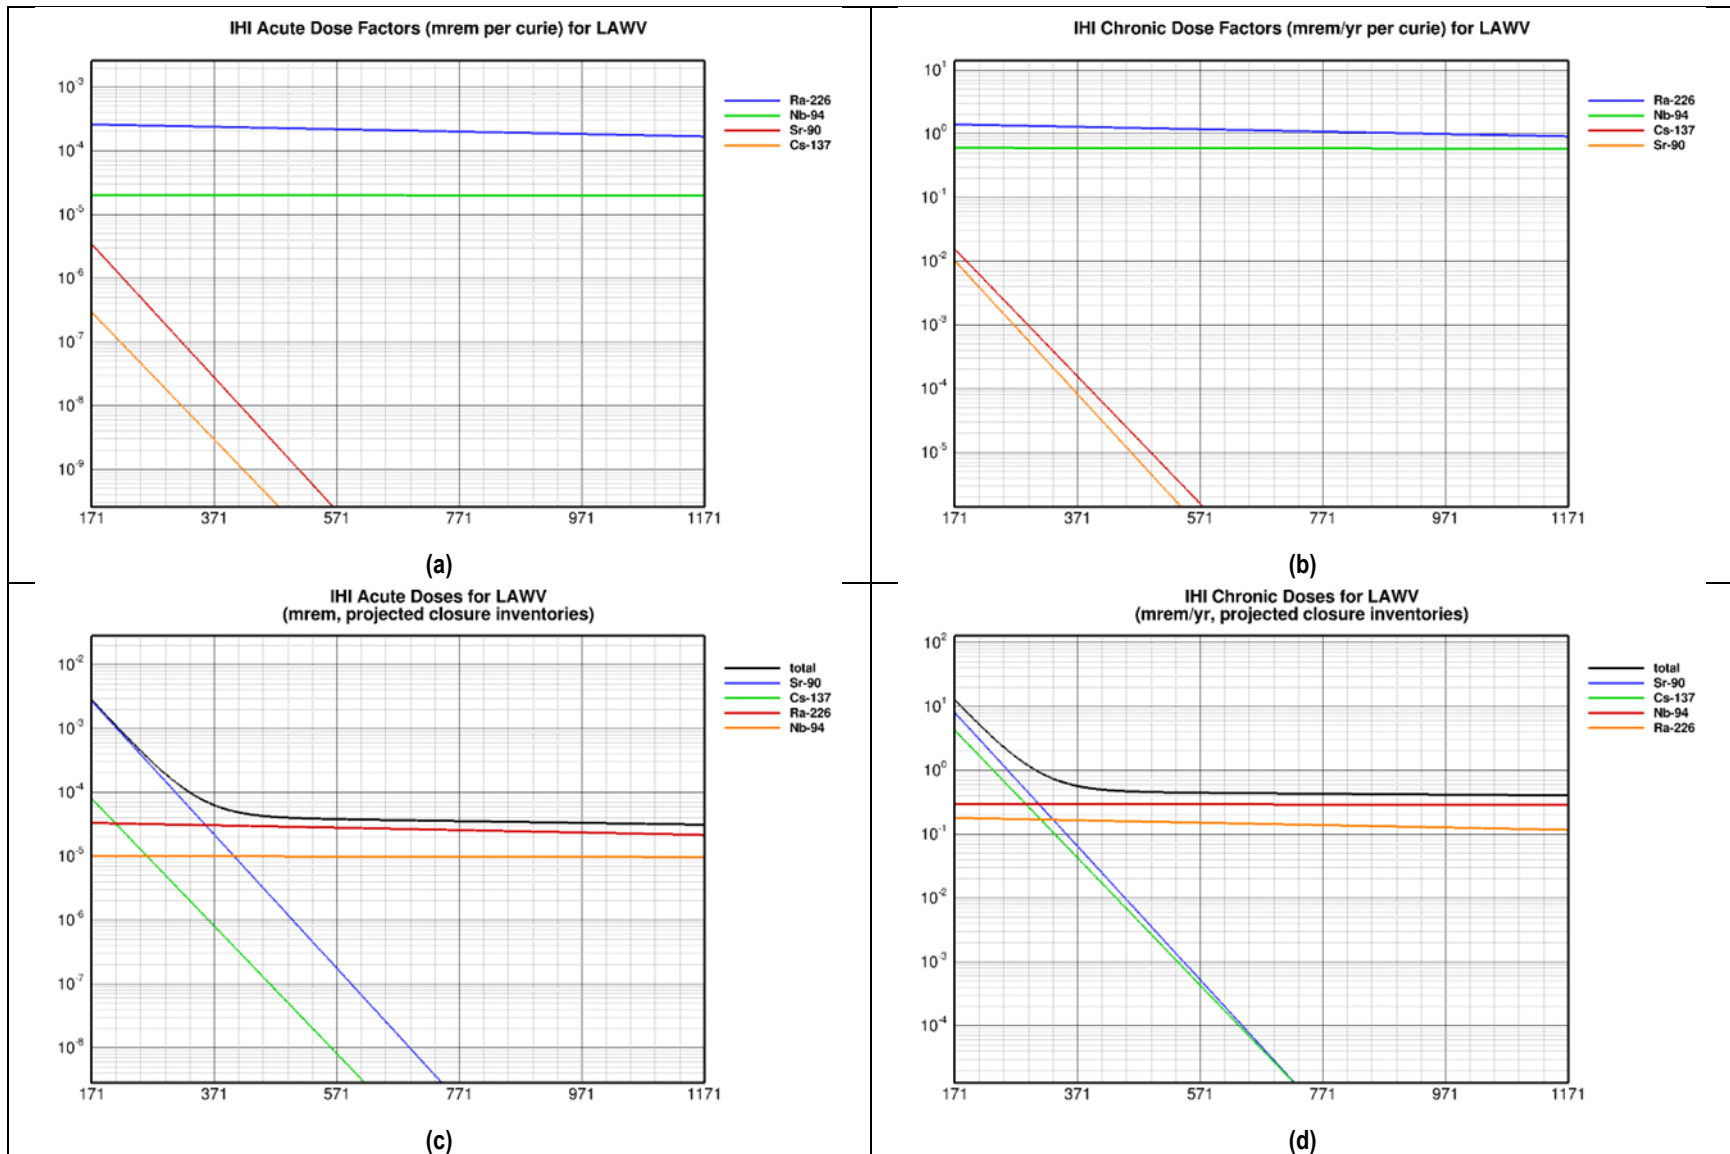 IHI Acute Dose Factors (mrem per curie) for LAWV
10-3
10-4
10-5
10-6
10-7
10-8
10-9
171 371 571 771 971 1171
Ra-226
Nb-94
Sr-90
Cs-137
(a)
IHI Chronic Dose Factors (mrem/yr per curie) for LAWV
101
100
10-1
10-2
10-3
10-4
10-5
171 371 571 771 971 1171
Ra-226
Nb-94
Cs-137
Sr-90
(b)
IHI Acute Doses for LAWV
(mrem, projected closure inventories)
10-2
10-3
10-4
10-5
10-6
10-7
10-8
171 371 571 771 971 1171
total
Sr-90
Cs-137
Ra-226
Nb-94
(c)
IHI Chronic Doses for LAWV
(mrem/yr, projected closure inventories)
102
101
100
10-1
10-2
10-3
10-4
171 371 571 771 971 1171
total
Sr-90
Cs-137
Nb-94
Ra-226
(d)